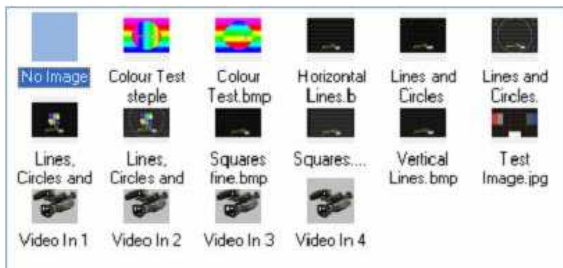 No Image
Colour Test steple
Colour Test.bmp
Horizontal Lines.b
Lines and Circles
Lines and Circles.
Lines, Circles and
Lines, Circles and
Squares fine.bmp
Squares....
Vertical Lines.bmp
Test Image.jpg
Video In 1
Video In 2
Video In 3
Video In 4